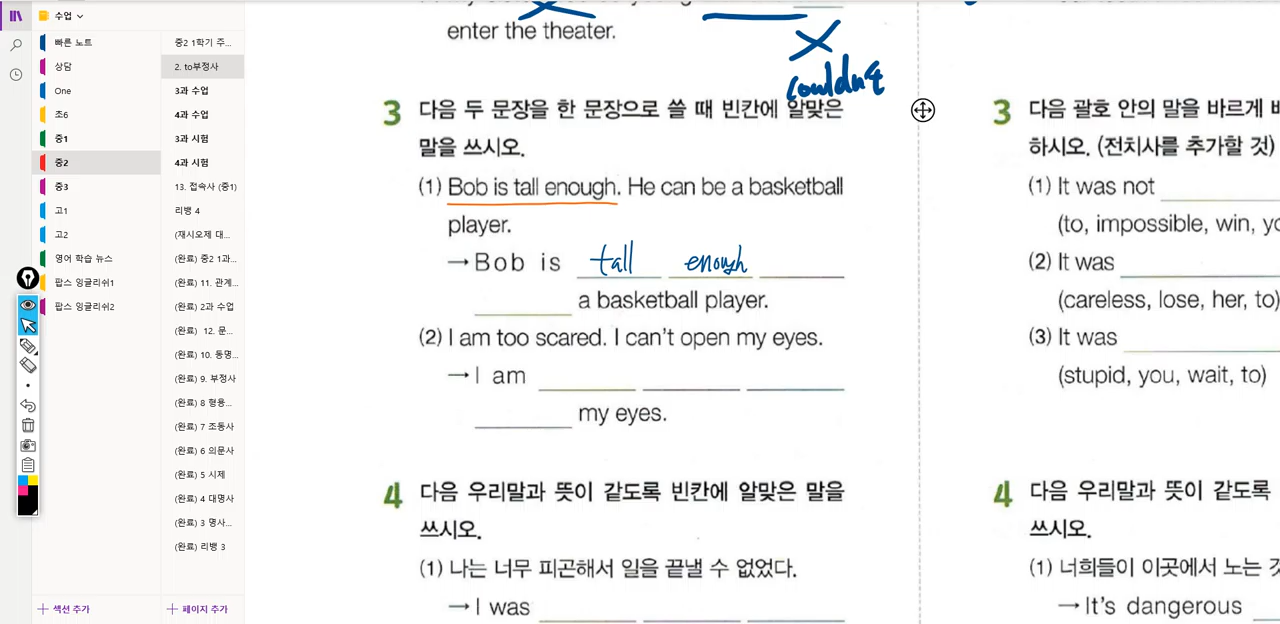 수업
빠른 노트
상담
One
초6
중1
중2
중3
고1
고2
영어 학습 뉴스
팝스 잉글리쉬1
팝스 잉글리쉬2
섹션 추가
중2 1학기 주...
2. to부정사
3과 수업
4과 수업
3과 시험
4과 시험
13. 접속사 (중1)
리뱅 4
(재시오제 대...
(완료) 중2 1과...
(완료) 11. 관계...
(완료) 2과 수업
(완료) 12. 문...
(완료) 10. 동명...
(완료) 9. 부정사
(완료) 8 형용...
(완료) 7 조동사
(완료) 6 의문사
(완료) 5 시제
(완료) 4 대명사
(완료) 3 명사...
(완료) 리뱅 3
페이지 추가
enter the theater.
couldn't
3 다음 두 문장을 한 문장으로 쓸 때 빈칸에 알맞은
말을 쓰시오.
(1) Bob is tall enough. He can be a basketball
player.
→ Bob is tall enough
a basketball player.
(2) I am too scared. I can't open my eyes.
→ I am
my eyes.
4 다음 우리말과 뜻이 같도록 빈칸에 알맞은 말을
쓰시오.
(1) 나는 너무 피곤해서 일을 끝낼 수 없었다.
→ I was
3 다음 괄호 안의 말을 바르게
하시오. (전치사를 추가할 것)
(1) It was not
(to, impossible, win,
(2) It was
(careless, lose, her, to)
(3) It was
(stupid, you, wait, to)
4 다음 우리말과 뜻이 같도록
쓰시오.
(1) 너희들이 이곳에서 노는
→ It's dangerous